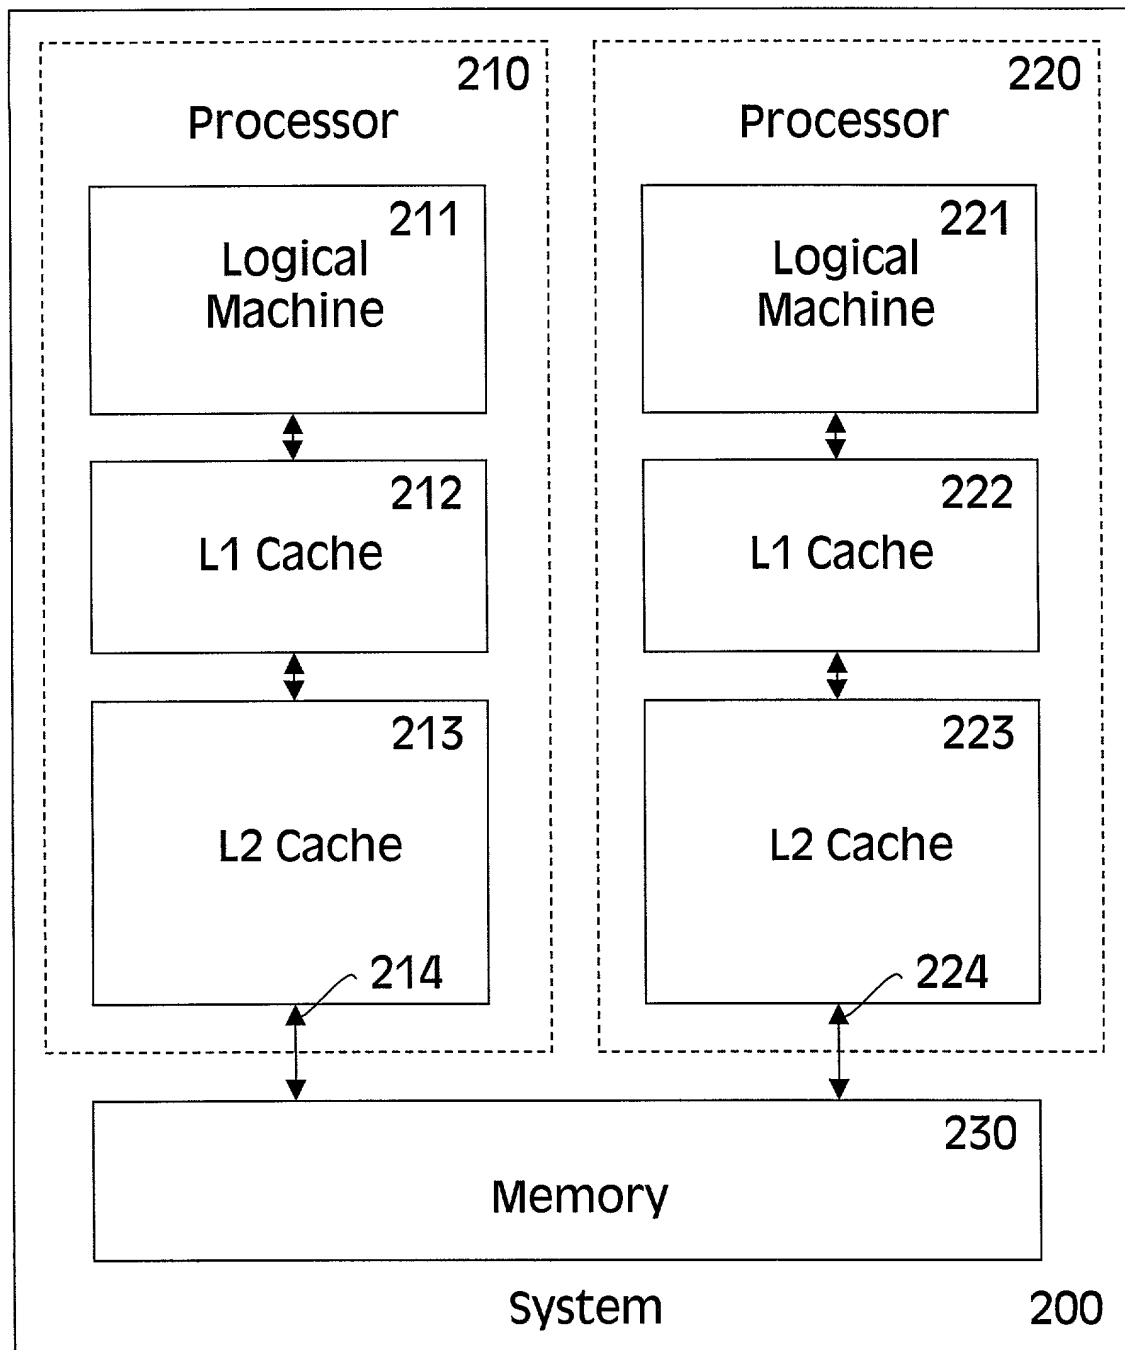 210
Processor
211
Logical
Machine
212
L1 Cache
213
L2 Cache
214
220
Processor
221
Logical
Machine
222
L1 Cache
223
L2 Cache
224
230
Memory
System
200